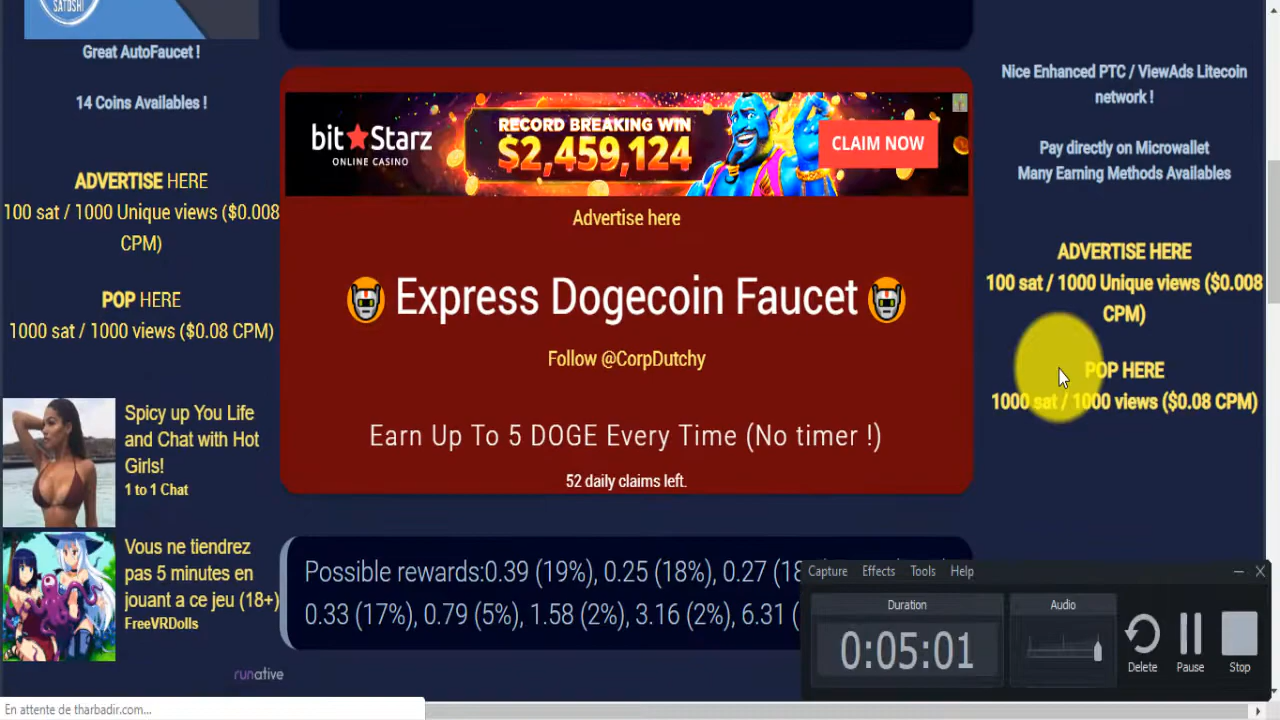 SATOSHI
Great AutoFaucet !
14 Coins Available !
ADVERTISE HERE
100 sat / 1000 Unique views ($0.008
CPM)
POP HERE
1000 sat / 1000 views ($0.08 CPM)
Spicy up You Life
and Chat with Hot
Girls!
1 to 1 Chat
Vous ne tiendrez
pas 5 minutes en
jouant a ce jeu (18+)
FreeVRDolls
runative
bit★Starz
ONLINE CASINO
RECORD BREAKING WIN
$2,459,124
CLAIM NOW
Advertise here
Express Dogecoin Faucet
Follow @CorpDutchy
Earn Up To 5 DOGE Every Time (No timer !)
52 daily claims left.
Possible rewards:0.39 (19%), 0.25 (18%), 0.27 (18
0.33 (17%), 0.79 (5%), 1.58 (2%), 3.16 (2%), 6.31 (
Nice Enhanced PTC / ViewAds Litecoin
network !
Pay directly on Microwallet
Many Earning Methods Available
ADVERTISE HERE
100 sat / 1000 Unique views ($0.008
CPM)
POP HERE
1000 sat / 1000 views ($0.08 CPM)
Capture Effects Tools Help
Duration
0:05:01
Audio
Delete
Pause
Stop
En attente de tharbadir.com...